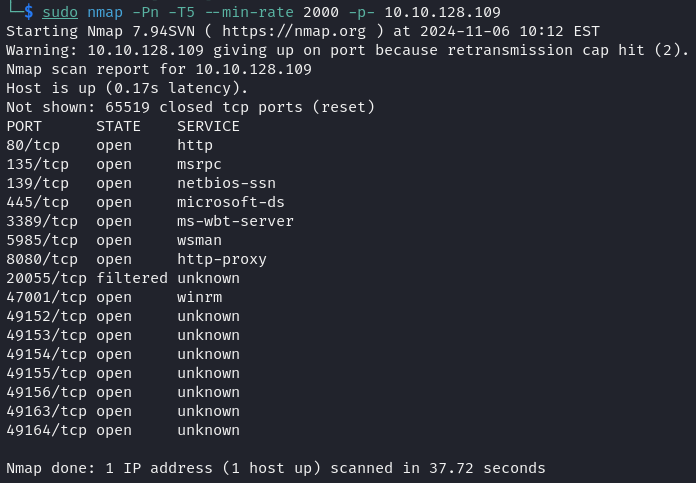 └─$ sudo nmap -Pn -T5 --min-rate 2000 -p- 10.10.128.109
Starting Nmap 7.94SVN ( https://nmap.org ) at 2024-11-06 10:12 EST
Warning: 10.10.128.109 giving up on port because retransmission cap hit (2).
Nmap scan report for 10.10.128.109
Host is up (0.17s latency).
Not shown: 65519 closed tcp ports (reset)
PORT      STATE    SERVICE
80/tcp    open     http
135/tcp   open     msrpc
139/tcp   open     netbios-ssn
445/tcp   open     microsoft-ds
3389/tcp  open     ms-wbt-server
5985/tcp  open     wsman
8080/tcp  open     http-proxy
20055/tcp filtered unknown
47001/tcp open     winrm
49152/tcp open     unknown
49153/tcp open     unknown
49154/tcp open     unknown
49155/tcp open     unknown
49156/tcp open     unknown
49163/tcp open     unknown
49164/tcp open     unknown
Nmap done: 1 IP address (1 host up) scanned in 37.72 seconds